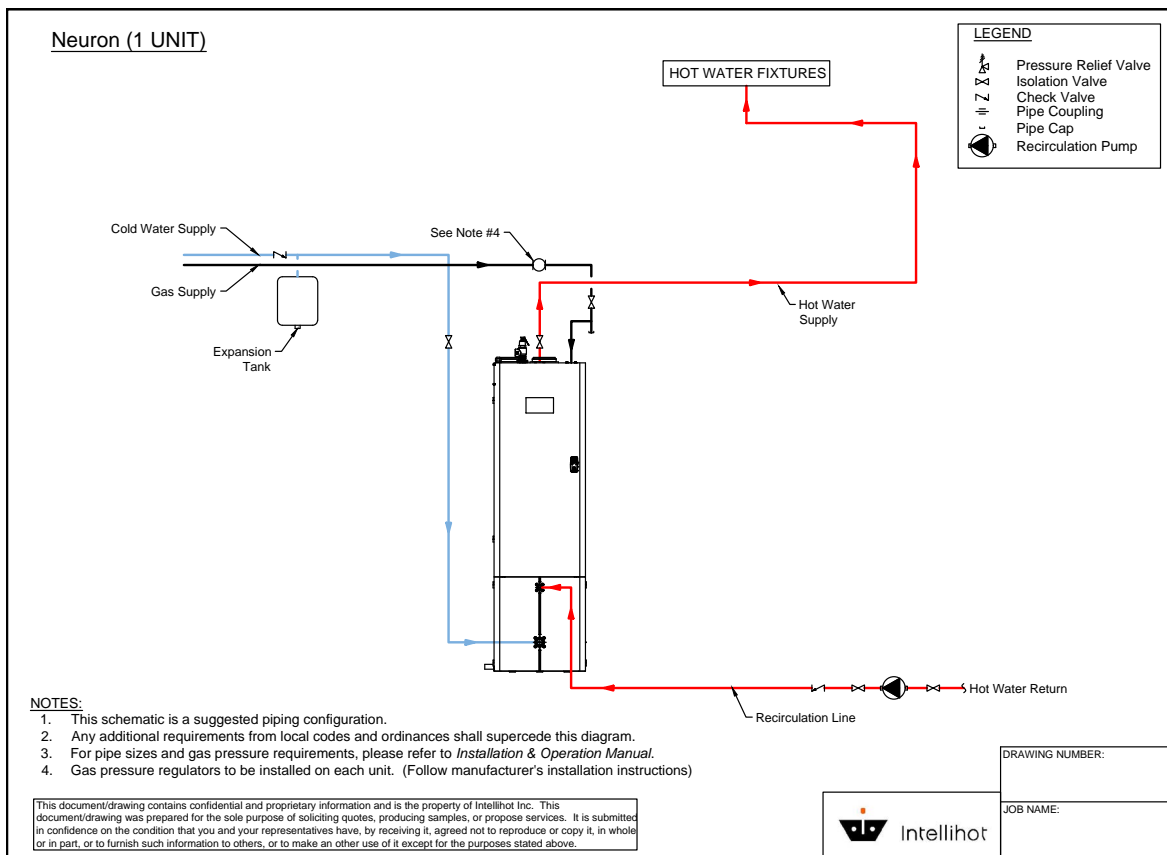 Neuron (1 UNIT)
LEGEND
Pressure Relief Valve
Isolation Valve
Check Valve
Pipe Coupling
Pipe Cap
Recirculation Pump
HOT WATER FIXTURES
Cold Water Supply
See Note #4
Gas Supply
Hot Water
Supply
Expansion
Tank
Hot Water Return
Recirculation Line
NOTES:
1. This schematic is a suggested piping configuration.
2. Any additional requirements from local codes and ordinances shall supercede this diagram.
3. For pipe sizes and gas pressure requirements, please refer to Installation & Operation Manual.
4. Gas pressure regulators to be installed on each unit. (Follow manufacturer's installation instructions)
This document/drawing contains confidential and proprietary information and is the property of Intellihot Inc. This
document/drawing was prepared for the sole purpose of soliciting quotes, producing samples, or propose services. It is submitted
in confidence on the condition that you and your representatives have, by receiving it, agreed not to reproduce or copy it, in whole
or in part, or to furnish such information to others, or to make an other use of it except for the purposes stated above.
Intellihot
DRAWING NUMBER:
JOB NAME: